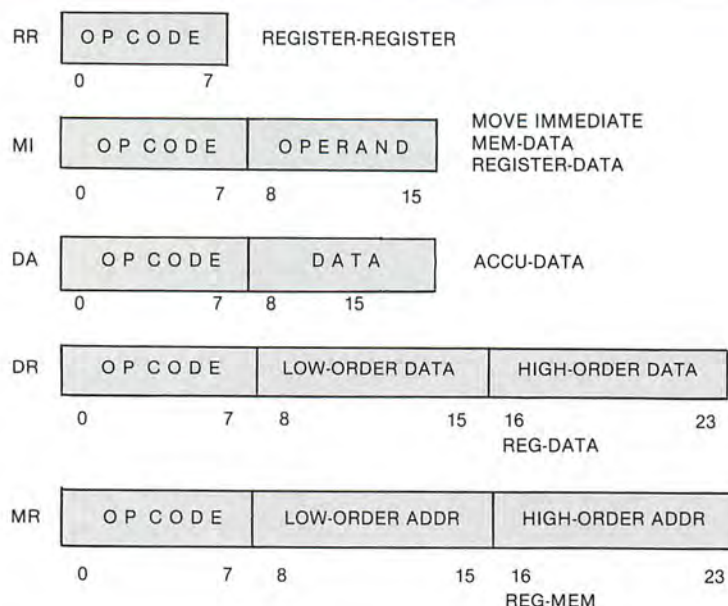 RR OP CODE REGISTER-REGISTER
0 7
MOVE IMMEDIATE
MI OP CODE OPERAND MEM-DATA
REGISTER-DATA
0 7 8 15
DA OP CODE DATA ACCU-DATA
0 7 8 15
DR OP CODE LOW-ORDER DATA HIGH-ORDER DATA
0 7 8 15 16 23
REG-DATA
MR OP CODE LOW-ORDER ADDR HIGH-ORDER ADDR
0 7 8 15 16 23
REG-MEM